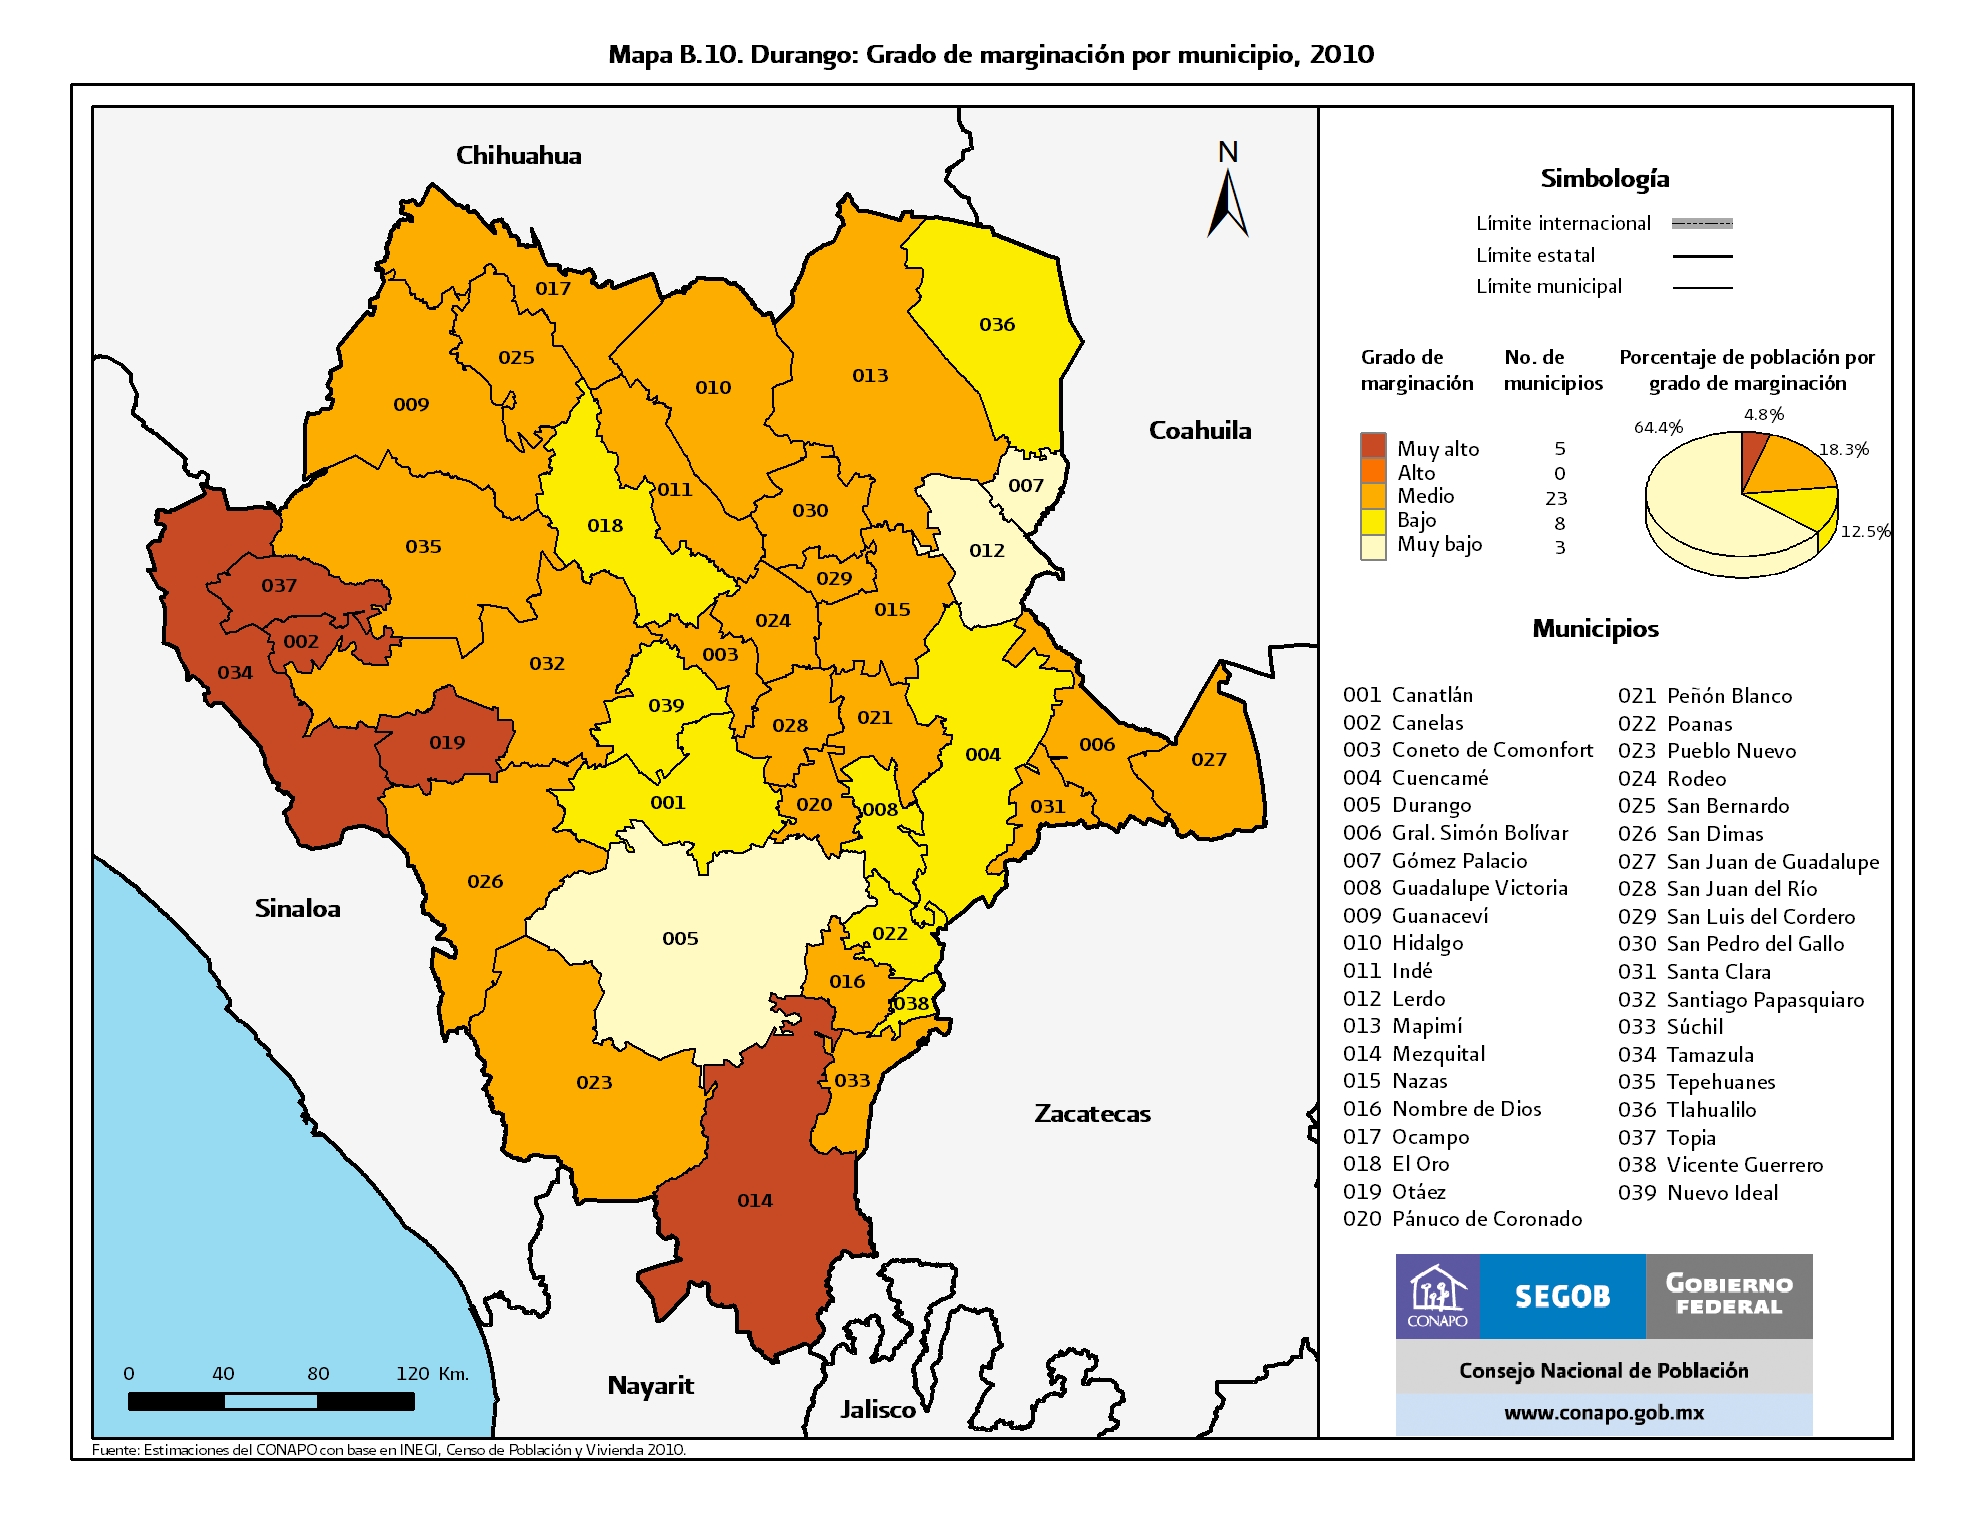 Mapa B.10. Durango: Grado de marginación por municipio, 2010
Chihuahua
Coahuila
Sinaloa
Zacatecas
Nayarit
Jalisco
N
017
036
025
010
013
009
007
011
030
018
012
035
029
037
015
024
002
003
032
034
039
028
021
019
004
006
027
001
020
008
031
026
005
022
016
038
023
033
014
0 40 80 120 Km.
Simbología
Límite internacional
Límite estatal
Límite municipal
Grado de marginación
No. de municipios
Porcentaje de población por grado de marginación
Muy alto 5
Alto 0
Medio 23
Bajo 8
Muy bajo 3
64.4%
4.8%
18.3%
12.5%
Municipios
001 Canatlán
002 Canelas
003 Coneto de Comonfort
004 Cuencamé
005 Durango
006 Gral. Simón Bolívar
007 Gómez Palacio
008 Guadalupe Victoria
009 Guanaceví
010 Hidalgo
011 Indé
012 Lerdo
013 Mapimí
014 Mezquital
015 Nazas
016 Nombre de Dios
017 Ocampo
018 El Oro
019 Otáez
020 Pánuco de Coronado
021 Peñón Blanco
022 Poanas
023 Pueblo Nuevo
024 Rodeo
025 San Bernardo
026 San Dimas
027 San Juan de Guadalupe
028 San Juan del Río
029 San Luis del Cordero
030 San Pedro del Gallo
031 Santa Clara
032 Santiago Papasquiaro
033 Súchil
034 Tamazula
035 Tepehuanes
036 Tlahualilo
037 Topia
038 Vicente Guerrero
039 Nuevo Ideal
CONAPO
SEGOB
GOBIERNO FEDERAL
Consejo Nacional de Población
www.conapo.gob.mx
Fuente: Estimaciones del CONAPO con base en INEGI, Censo de Población y Vivienda 2010.